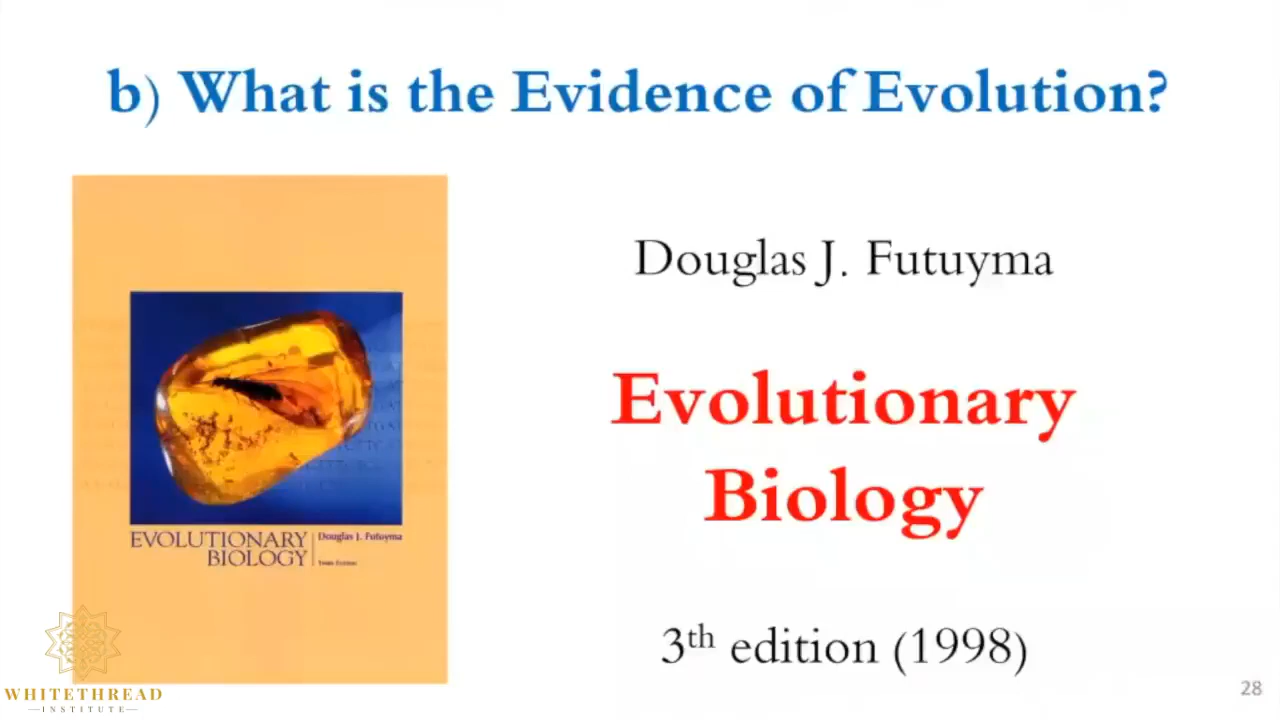 b) What is the Evidence of Evolution?
Douglas J. Futuyma
Evolutionary
Biology
3th edition (1998)
EVOLUTIONARY
BIOLOGY
Douglas J. Futuyma
WHITETHREAD
—INSTITUTE—
28